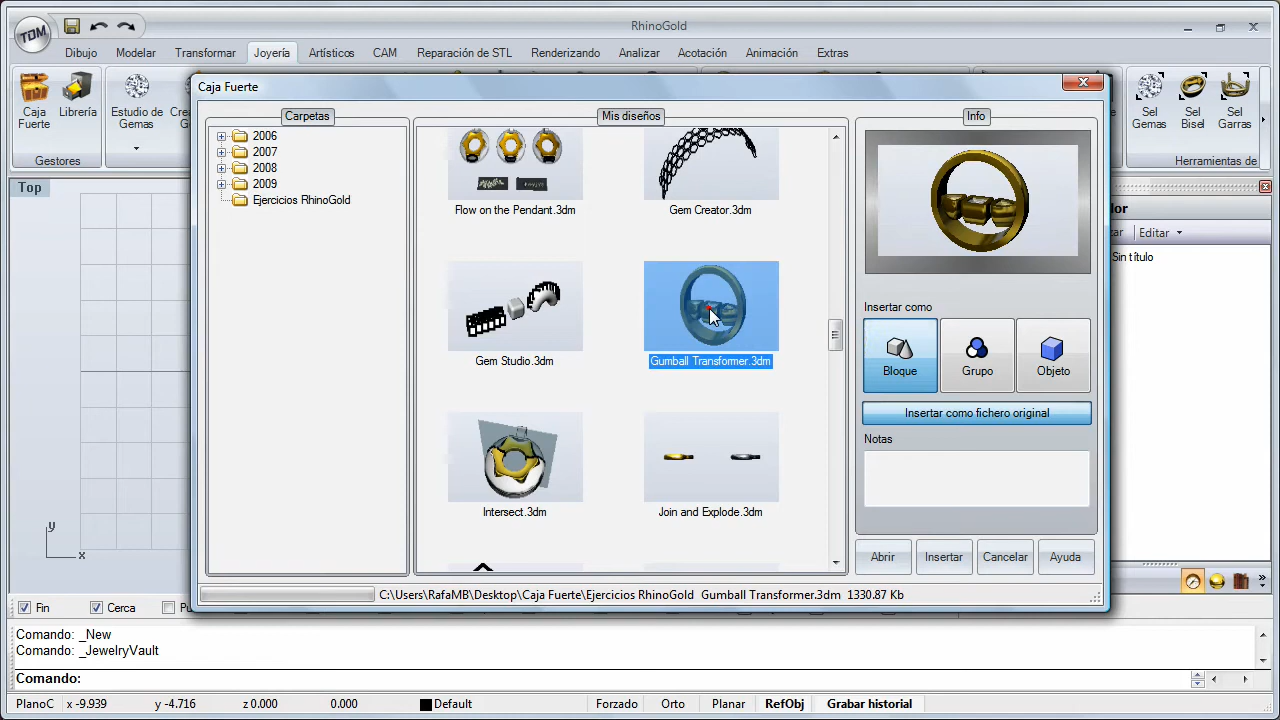 TDM
RhinoGold
Dibujo
Modelar
Transformar
Joyería
Artísticos
CAM
Reparación de STL
Renderizando
Analizar
Acotación
Animación
Extras
Caja
Fuerte
Librería
Gestores
Estudio de
Gemas
Sel
Gemas
Sel
Bisel
Sel
Garras
Herramientas de
Top
y
x
Caja Fuerte
Carpetas
2006
2007
2008
2009
Ejercicios RhinoGold
Mis diseños
Flow on the Pendant.3dm
Gem Creator.3dm
Gem Studio.3dm
Gumball Transformer.3dm
Intersect.3dm
Join and Explode.3dm
Info
Insertar como
Bloque
Grupo
Objeto
Insertar como fichero original
Notas
Abrir
Insertar
Cancelar
Ayuda
C:\Users\RafaMB\Desktop\Caja Fuerte\Ejercicios RhinoGold Gumball Transformer.3dm 1330.87 Kb
Editar
Sin título
Fin
Cerca
Comando: _New
Comando: _JewelryVault
Comando:
PlanoC
x -9.939
y -4.716
z 0.000
0.000
Default
Forzado
Orto
Planar
RefObj
Grabar historial